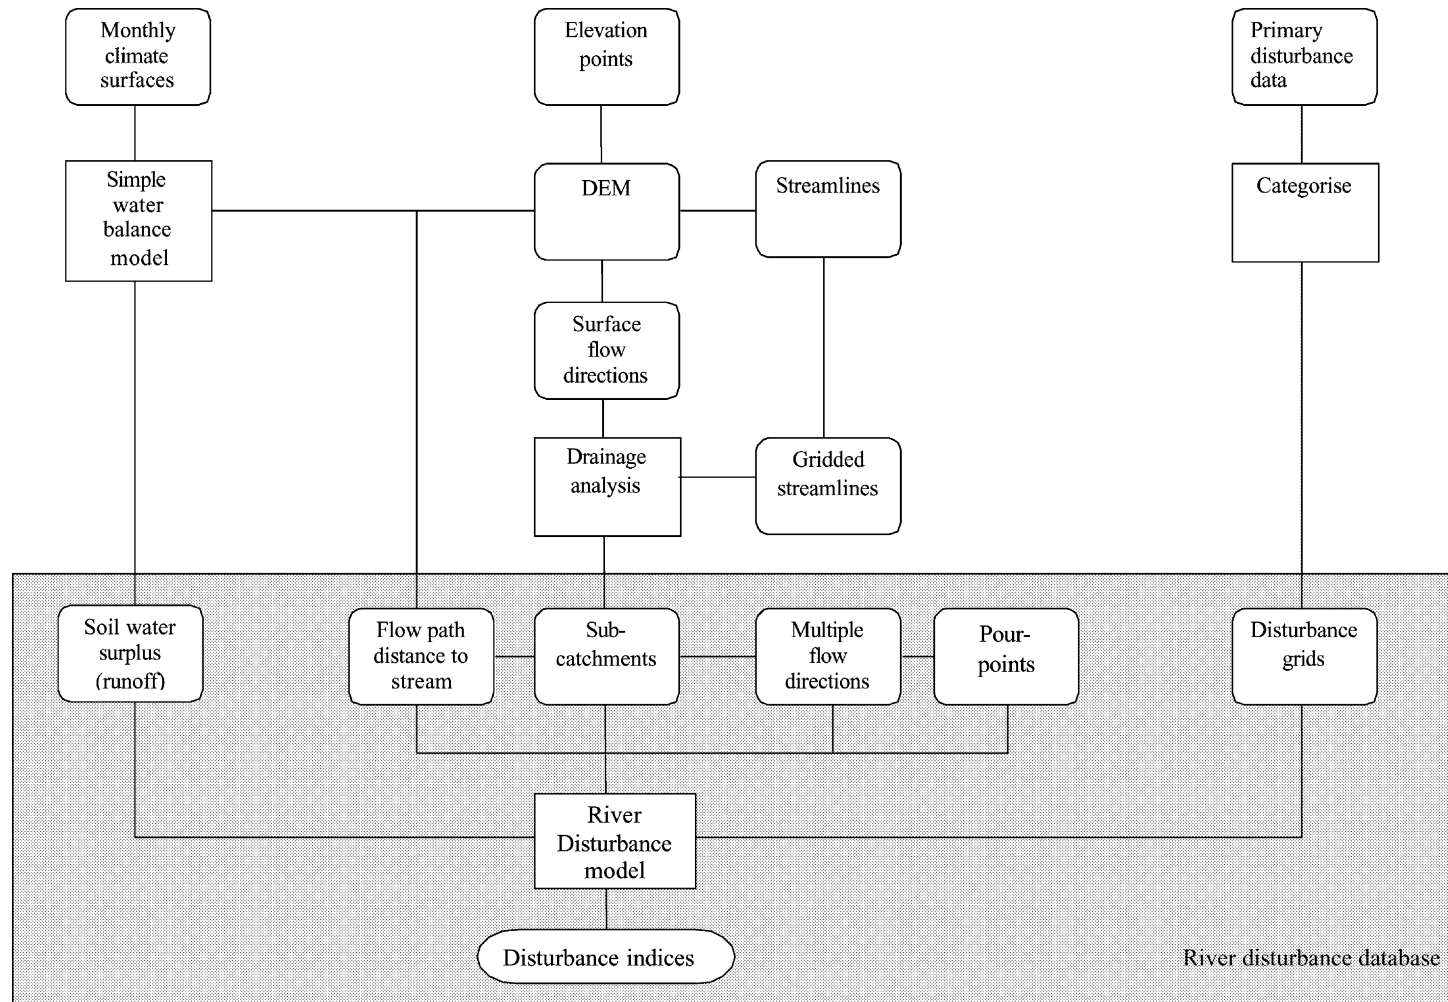 Monthly
climate
surfaces
Elevation
points
Primary
disturbance
data
Simple
water
balance
model
DEM
Streamlines
Categorise
Surface
flow
directions
Drainage
analysis
Gridded
streamlines
Soil water
surplus
(runoff)
Flow path
distance to
stream
Sub-
catchments
Multiple
flow
directions
Pour-
points
Disturbance
grids
River
Disturbance
model
Disturbance indices
River disturbance database